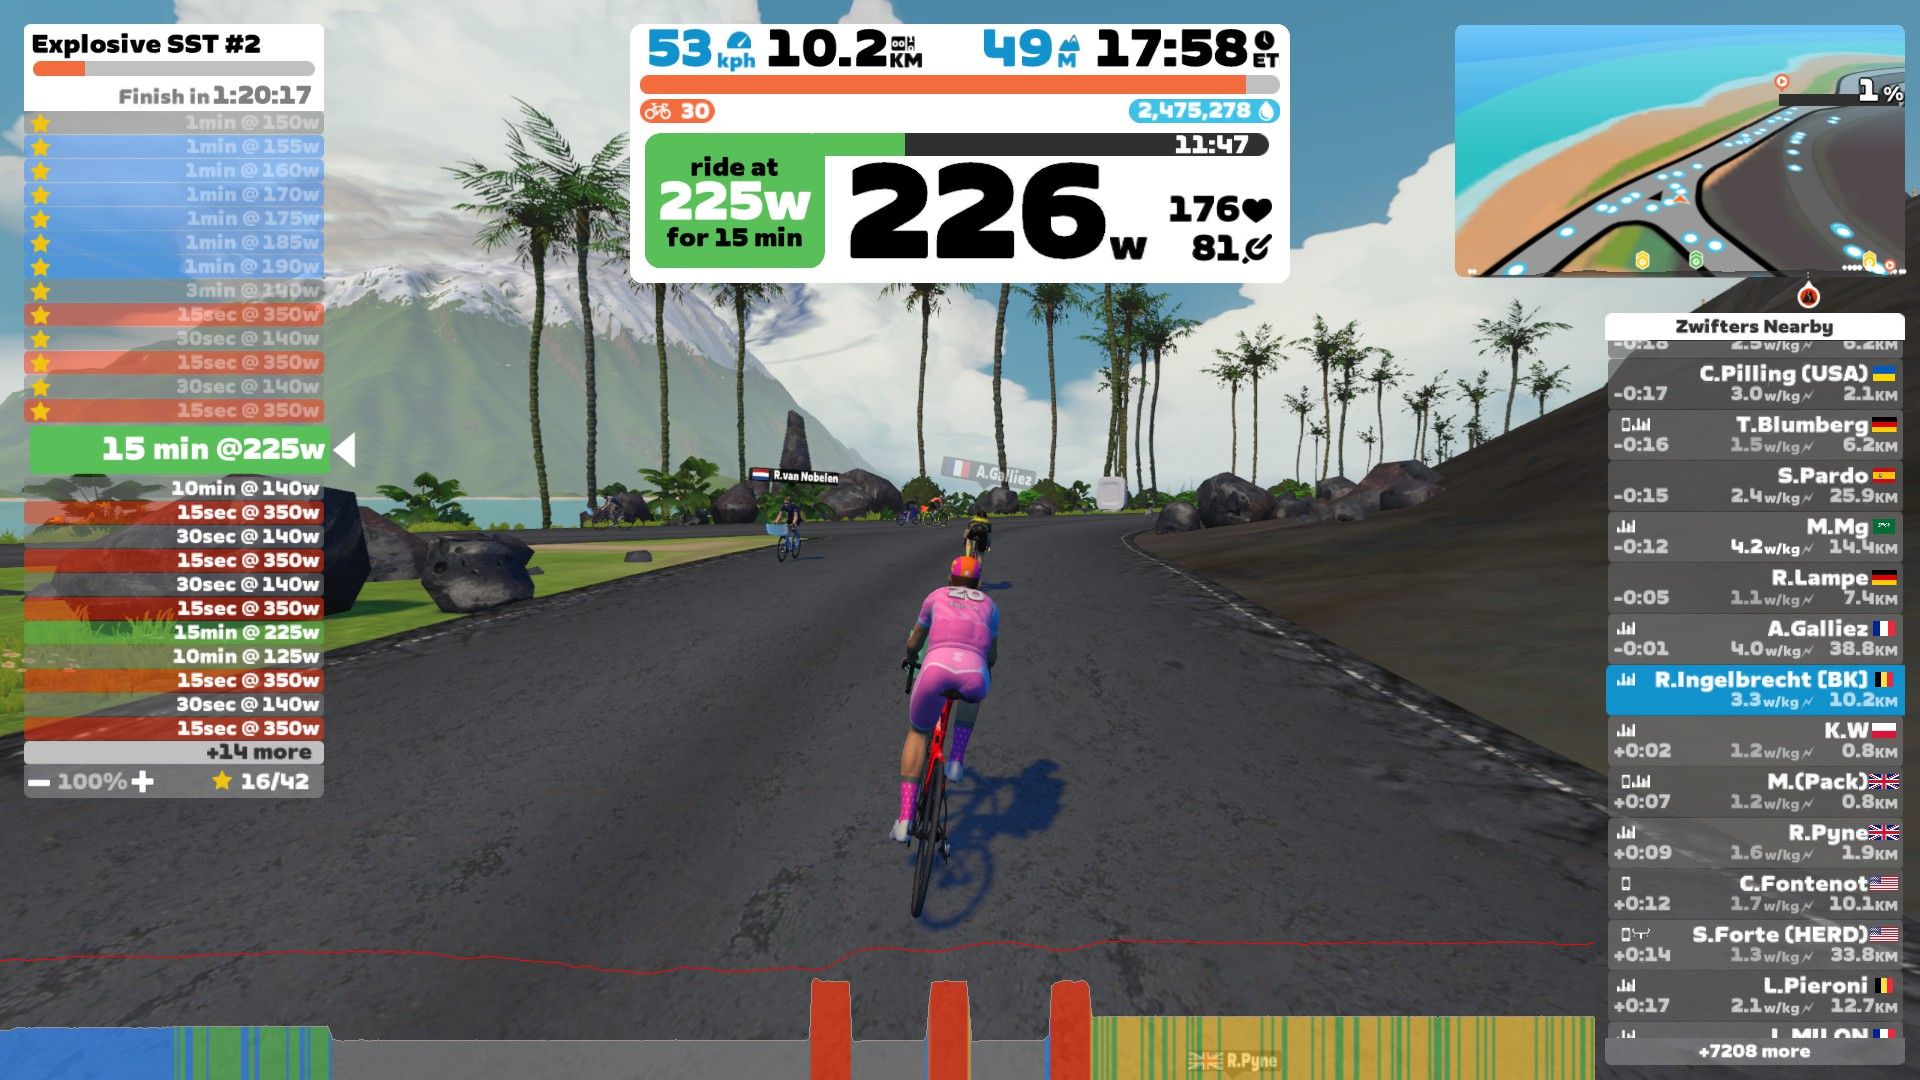 Explosive SST #2
Finish in 1:20:17
1min @ 150w
1min @ 155w
1min @ 160w
1min @ 170w
1min @ 175w
1min @ 185w
1min @ 190w
3min @ 140w
15sec @ 350w
30sec @ 140w
15sec @ 350w
30sec @ 140w
15sec @ 350w
15 min @225w
10min @ 140w
15sec @ 350w
30sec @ 140w
15sec @ 350w
30sec @ 140w
15sec @ 350w
15min @ 225w
10min @ 125w
15sec @ 350w
30sec @ 140w
15sec @ 350w
+14 more
− 100% + 16/42
53 kph 10.2 KM 49 M 17:58 ET
30 2,475,278
11:47
ride at
225w
for 15 min
226 w
176
81
1%
R.van Nobelen
A.Galliez
20
R.Pyne
Zwifters Nearby
-0:18 2.5w/kg 6.2KM
C.Pilling (USA)
-0:17 3.0w/kg 2.1KM
T.Blumberg
-0:16 1.5w/kg 6.2KM
S.Pardo
-0:15 2.4w/kg 25.9KM
M.Mg
-0:12 4.2w/kg 14.4KM
R.Lampe
-0:05 1.1w/kg 7.4KM
A.Galliez
-0:01 4.0w/kg 38.8KM
R.Ingelbrecht (BK)
3.3w/kg 10.2KM
K.W
+0:02 1.2w/kg 0.8KM
M.(Pack)
+0:07 1.2w/kg 0.8KM
R.Pyne
+0:09 1.6w/kg 1.9KM
C.Fontenot
+0:12 1.7w/kg 10.1KM
S.Forte (HERD)
+0:14 1.3w/kg 33.8KM
L.Pieroni
+0:17 2.1w/kg 12.7KM
+7208 more